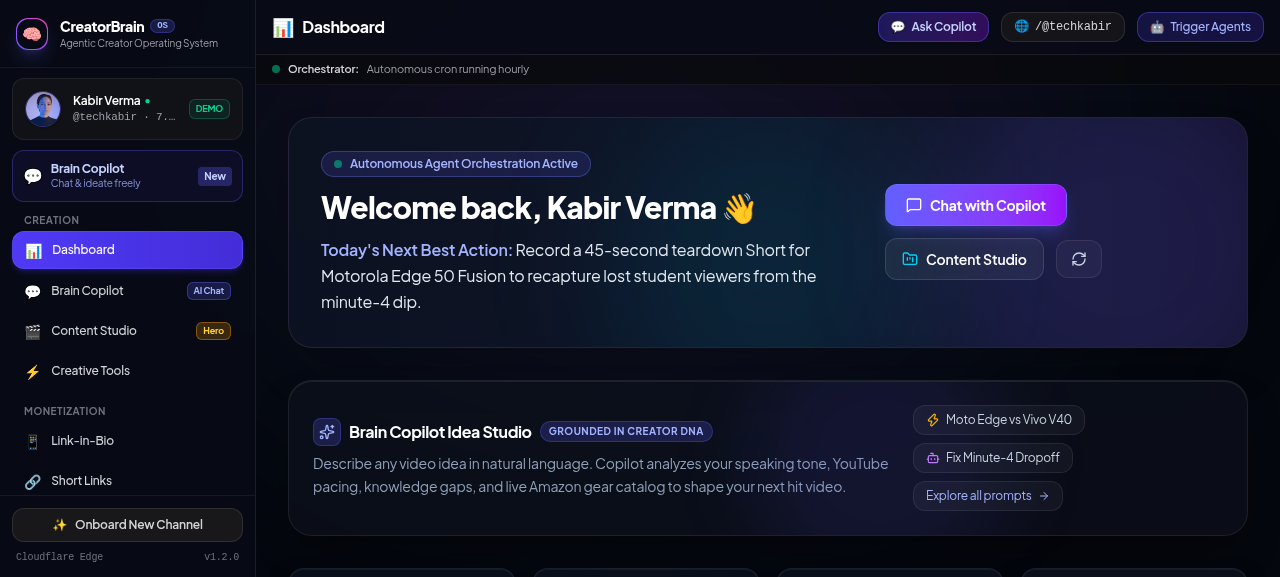 CreatorBrain OS
Agentic Creator Operating System
Kabir Verma
DEMO
@techkabir · 7.…
Brain Copilot
Chat & ideate freely
New
CREATION
Dashboard
Brain Copilot
AI Chat
Content Studio
Hero
Creative Tools
MONETIZATION
Link-in-Bio
Short Links
Onboard New Channel
Cloudflare Edge
v1.2.0
Dashboard
Ask Copilot
/@techkabir
Trigger Agents
Orchestrator: Autonomous cron running hourly
Autonomous Agent Orchestration Active
Welcome back, Kabir Verma 👋
Today's Next Best Action: Record a 45-second teardown Short for
Motorola Edge 50 Fusion to recapture lost student viewers from the
minute-4 dip.
Chat with Copilot
Content Studio
Brain Copilot Idea Studio
GROUNDED IN CREATOR DNA
Describe any video idea in natural language. Copilot analyzes your speaking tone, YouTube
pacing, knowledge gaps, and live Amazon gear catalog to shape your next hit video.
Moto Edge vs Vivo V40
Fix Minute-4 Dropoff
Explore all prompts →